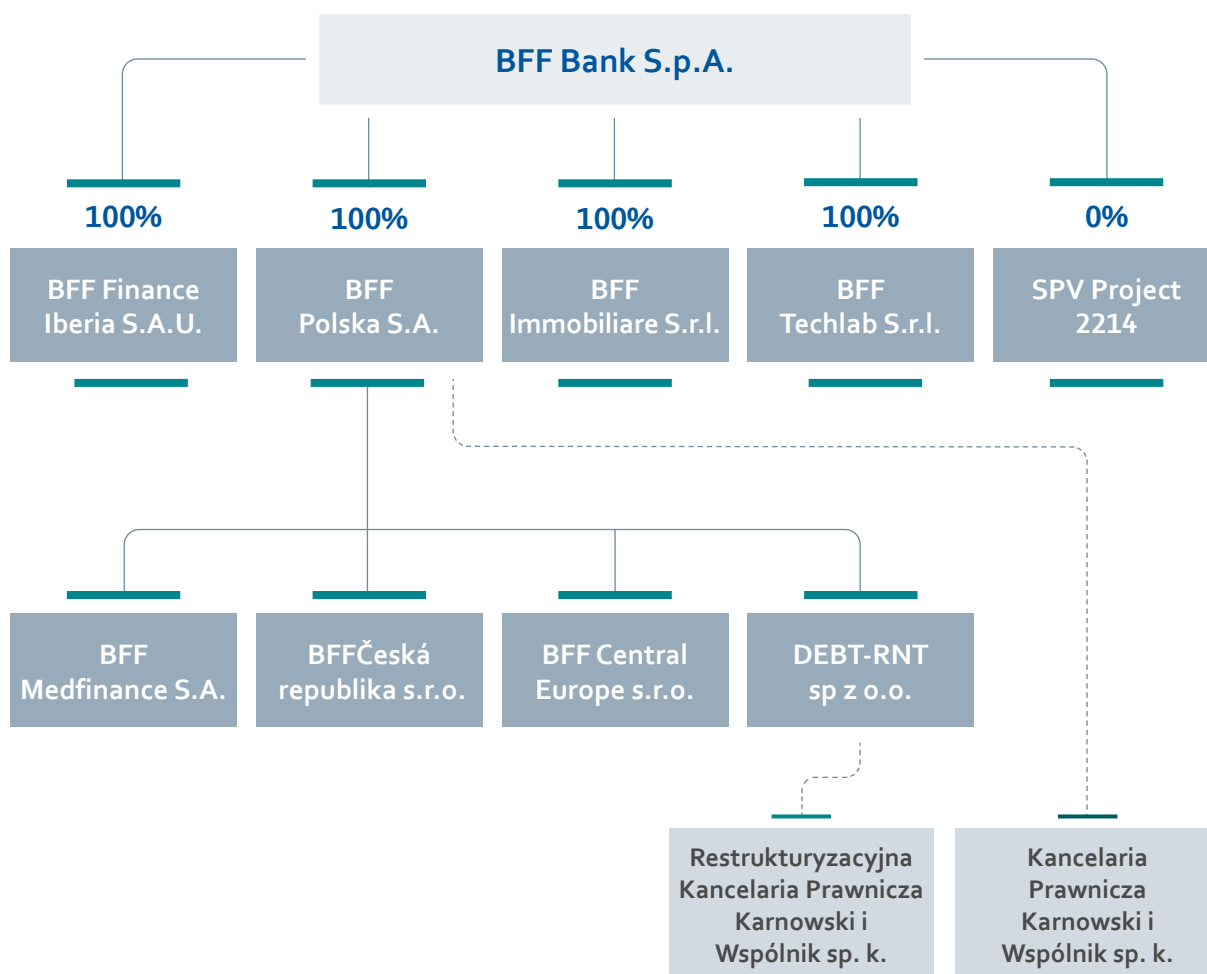 BFF Bank S.p.A.
100%
100%
100%
100%
0%
BFF Finance
Iberia S.A.U.
BFF
Polska S.A.
BFF
Immobiliare S.r.l.
BFF
Techlab S.r.l.
SPV Project
2214
BFF
Medfinance S.A.
BFFČeská
republika s.r.o.
BFF Central
Europe s.r.o.
DEBT-RNT
sp z o.o.
Restrukturyzacyjna
Kancelaria Prawnicza
Karnowski i
Wspólnik sp. k.
Kancelaria
Prawnicza
Karnowski i
Wspólnik sp. k.